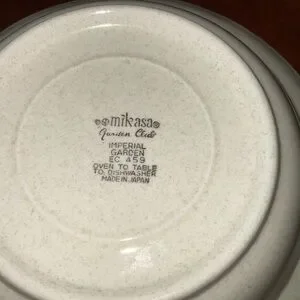 mikasa
Garden Club
IMPERIAL
GARDEN
EC 459
OVEN TO TABLE
TO DISHWASHER
MADE IN JAPAN